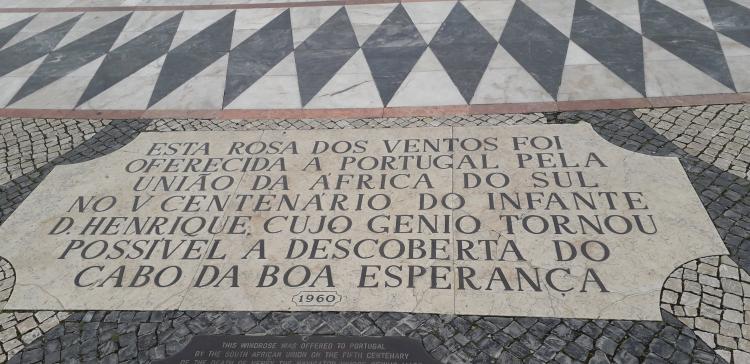 ESTA ROSA DOS VENTOS FOI
OFERECIDA A PORTUGAL PELA
UNIÃO DA ÁFRICA DO SUL
NO V CENTENÁRIO DO INFANTE
D. HENRIQUE, CUJO GENIO TORNOU
POSSIVEL A DESCOBERTA DO
CABO DA BOA ESPERANÇA
1960
THIS WINDROSE WAS OFFERED TO PORTUGAL
BY THE SOUTH AFRICAN UNION ON THE FIFTH CENTENARY